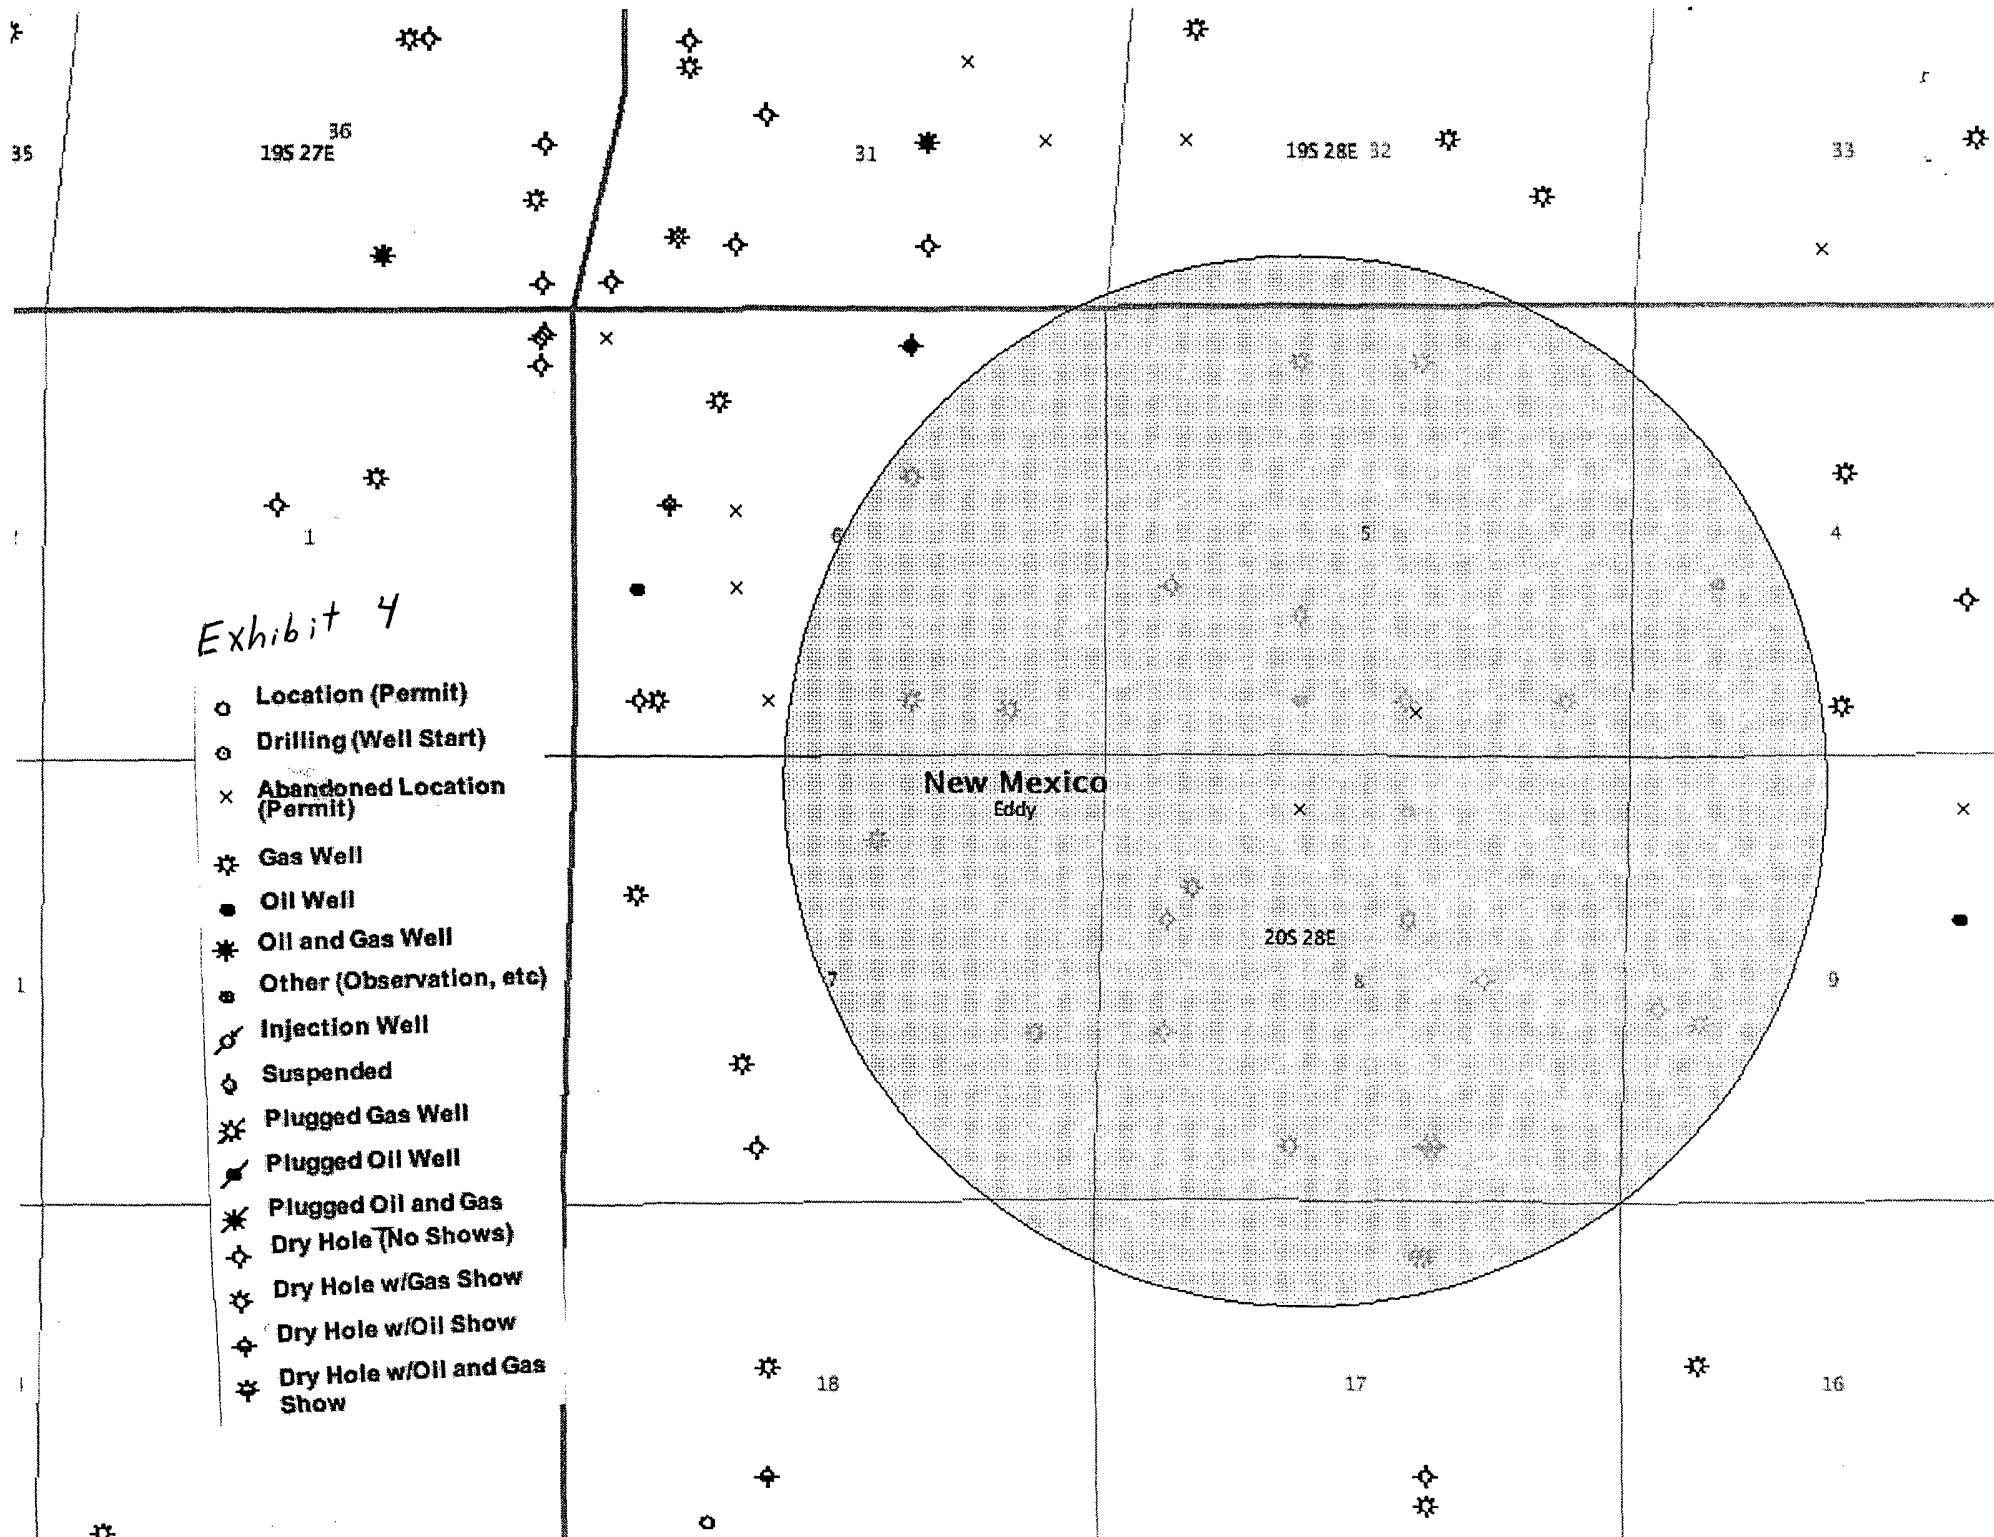 35
19S 27E
36
31
19S 28E 32
33
1
6
5
4
Exhibit 4
Location (Permit)
Drilling (Well Start)
Abandoned Location
(Permit)
Gas Well
Oil Well
Oil and Gas Well
Other (Observation, etc)
Injection Well
Suspended
Plugged Gas Well
Plugged Oil Well
Plugged Oil and Gas
Dry Hole (No Shows)
Dry Hole w/Gas Show
Dry Hole w/Oil Show
Dry Hole w/Oil and Gas
Show
New Mexico
Eddy
20S 28E
1
7
8
9
18
17
16